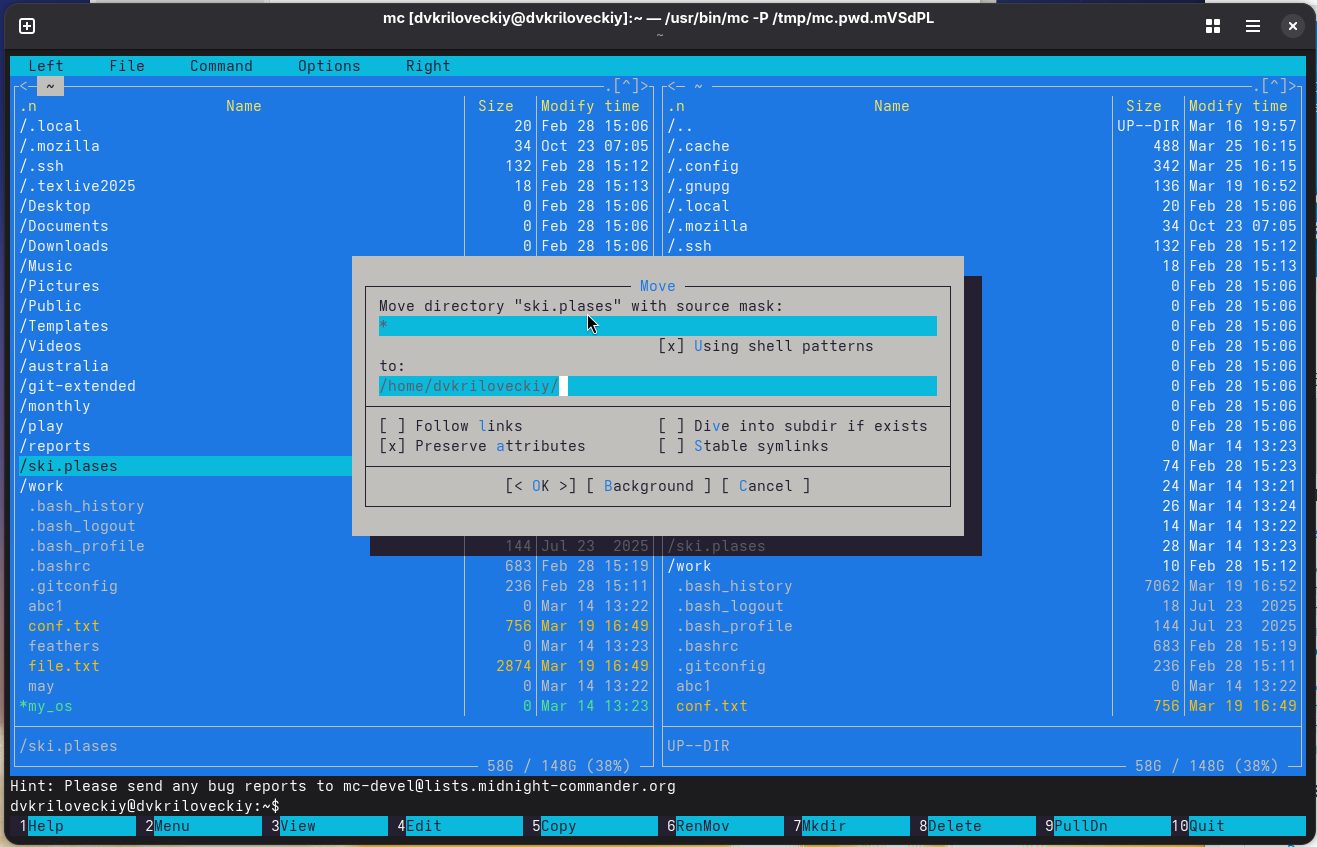 mc [dvkriloveckiy@dvkriloveckiy]:~ — /usr/bin/mc -P /tmp/mc.pwd.mVSdPL
~
Left File Command Options Right
<— ~ .[^]> <— ~ .[^]>
.n Name Size Modify time .n Name Size Modify time
/.local 20 Feb 28 15:06 /.. UP--DIR Mar 16 19:57
/.mozilla 34 Oct 23 07:05 /.cache 488 Mar 25 16:15
/.ssh 132 Feb 28 15:12 /.config 342 Mar 25 16:15
/.texlive2025 18 Feb 28 15:13 /.gnupg 136 Mar 19 16:52
/Desktop 0 Feb 28 15:06 /.local 20 Feb 28 15:06
/Documents 0 Feb 28 15:06 /.mozilla 34 Oct 23 07:05
/Downloads 0 Feb 28 15:06 /.ssh 132 Feb 28 15:12
/Music 18 Feb 28 15:13
/Pictures Move 0 Feb 28 15:06
/Public Move directory "ski.plases" with source mask: 0 Feb 28 15:06
/Templates * 0 Feb 28 15:06
/Videos [x] Using shell patterns 0 Feb 28 15:06
/australia to: 0 Feb 28 15:06
/git-extended /home/dvkriloveckiy/ 0 Feb 28 15:06
/monthly 0 Feb 28 15:06
/play [ ] Follow links [ ] Dive into subdir if exists 0 Feb 28 15:06
/reports [x] Preserve attributes [ ] Stable symlinks 0 Mar 14 13:23
/ski.plases 74 Feb 28 15:23
/work [< OK >] [ Background ] [ Cancel ] 24 Mar 14 13:21
.bash_history 26 Mar 14 13:24
.bash_logout 14 Mar 14 13:22
.bash_profile 144 Jul 23 2025 /ski.plases 28 Mar 14 13:23
.bashrc 683 Feb 28 15:19 /work 10 Feb 28 15:12
.gitconfig 236 Feb 28 15:11 .bash_history 7062 Mar 19 16:52
abc1 0 Mar 14 13:22 .bash_logout 18 Jul 23 2025
conf.txt 756 Mar 19 16:49 .bash_profile 144 Jul 23 2025
feathers 0 Mar 14 13:23 .bashrc 683 Feb 28 15:19
file.txt 2874 Mar 19 16:49 .gitconfig 236 Feb 28 15:11
may 0 Mar 14 13:22 abc1 0 Mar 14 13:22
*my_os 0 Mar 14 13:23 conf.txt 756 Mar 19 16:49
/ski.plases UP--DIR
58G / 148G (38%) 58G / 148G (38%)
Hint: Please send any bug reports to mc-devel@lists.midnight-commander.org
dvkriloveckiy@dvkriloveckiy:~$
1Help 2Menu 3View 4Edit 5Copy 6RenMov 7Mkdir 8Delete 9PullDn 10Quit